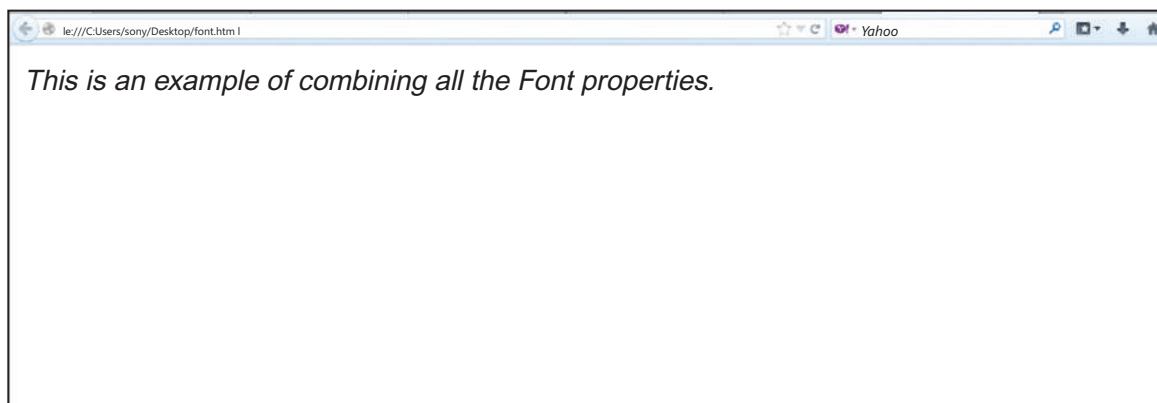 le:///C:Users/sony/Desktop/font.htm l Yahoo
This is an example of combining all the Font properties.